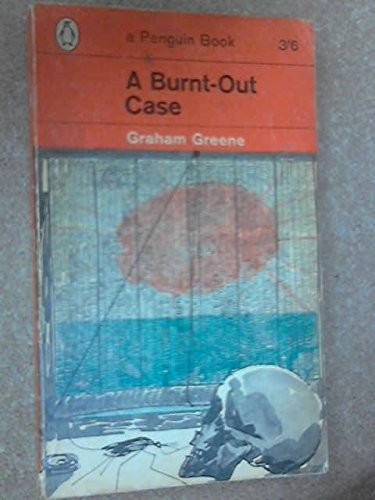 a Penguin Book 3'6
A Burnt-Out
Case
Graham Greene